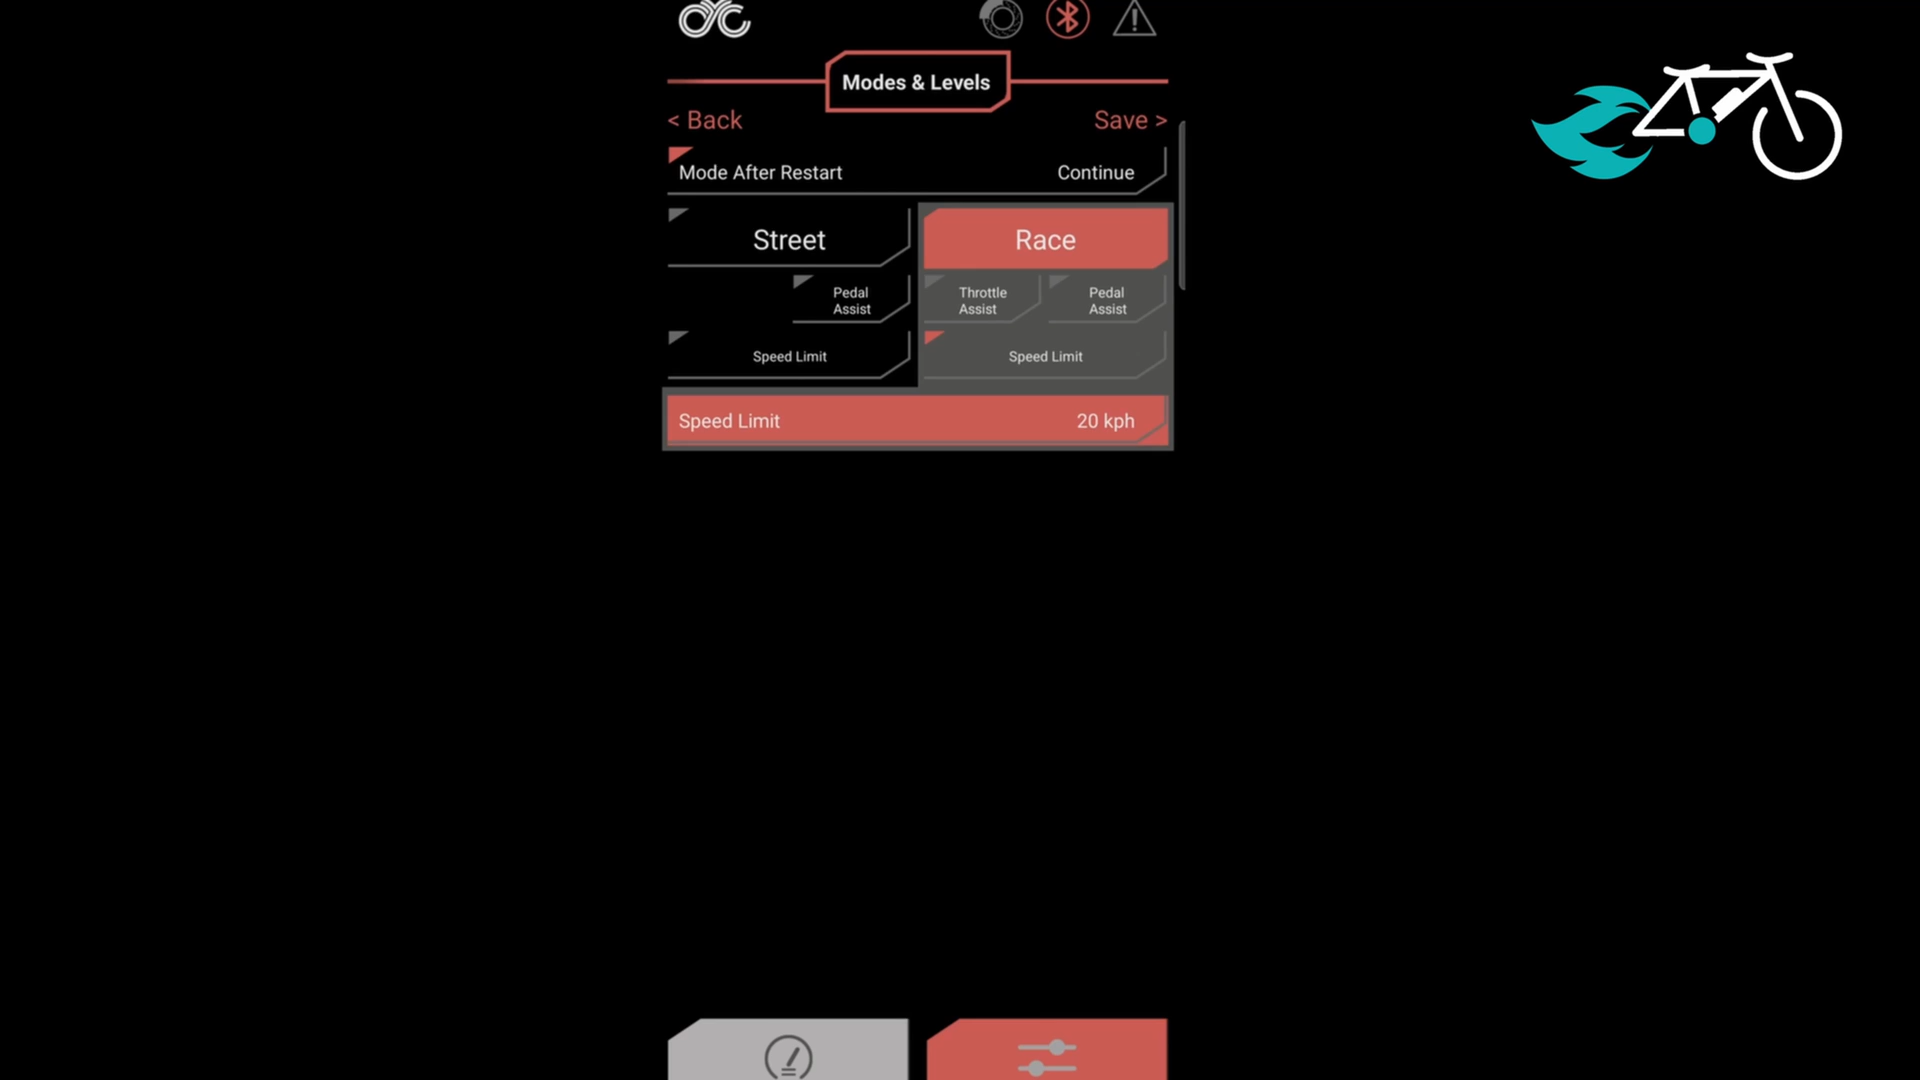 Modes & Levels
< Back
Save >
Mode After Restart
Continue
Street
Race
Pedal
Assist
Throttle
Assist
Pedal
Assist
Speed Limit
Speed Limit
Speed Limit
20 kph